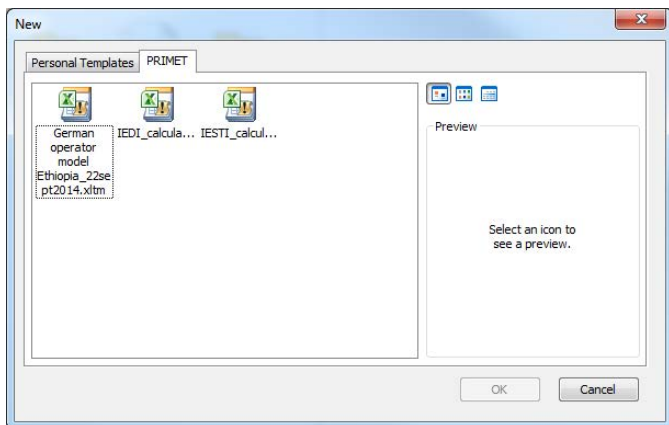 New
Personal Templates
PRIMET
German
operator
model
Ethiopia_22se
pt2014.xltm
IEDI_calcula...
IESTI_calcul...
Preview
Select an icon to
see a preview.
OK
Cancel